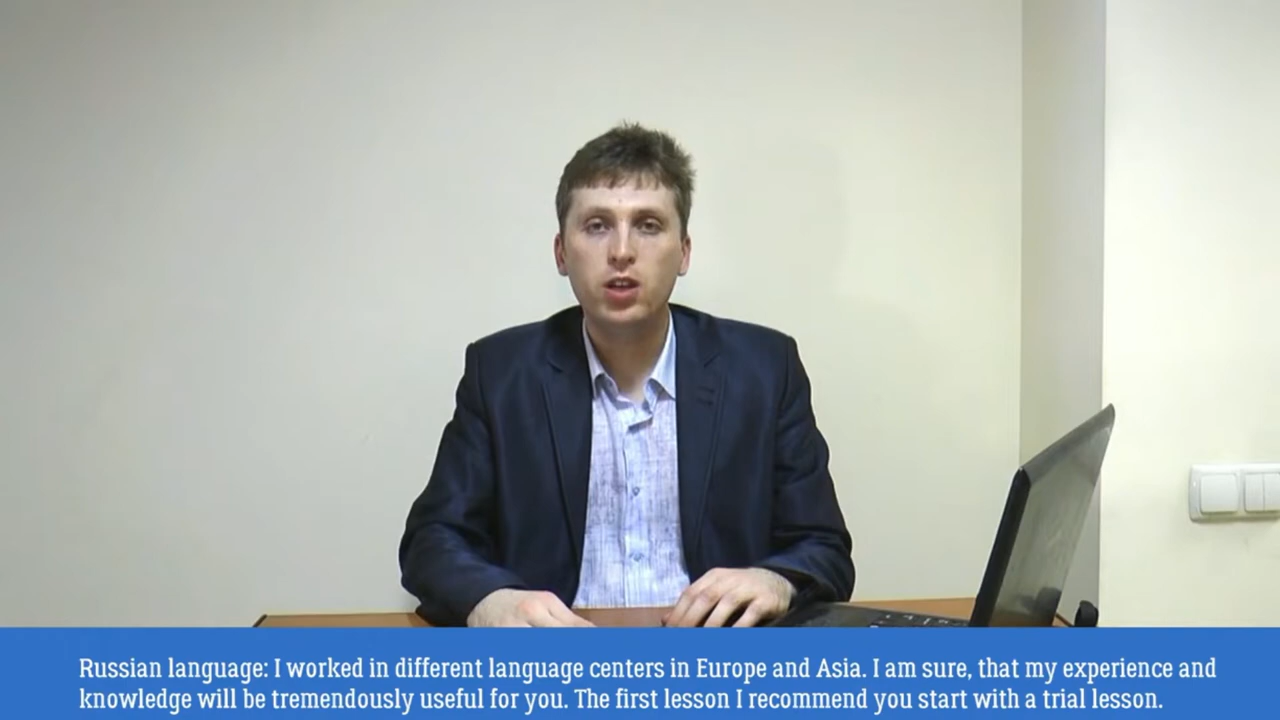 Russian language: I worked in different language centers in Europe and Asia. I am sure, that my experience and
knowledge will be tremendously useful for you. The first lesson I recommend you start with a trial lesson.